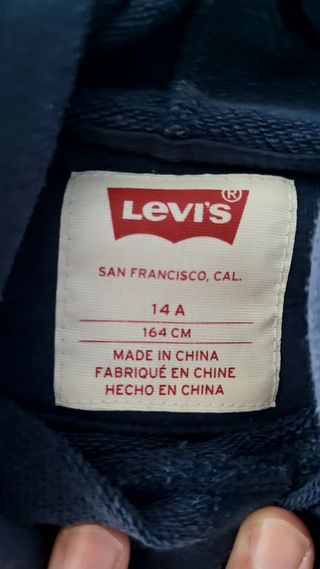 Levi's®
SAN FRANCISCO, CAL.
14 A
164 CM
MADE IN CHINA
FABRIQUÉ EN CHINE
HECHO EN CHINA